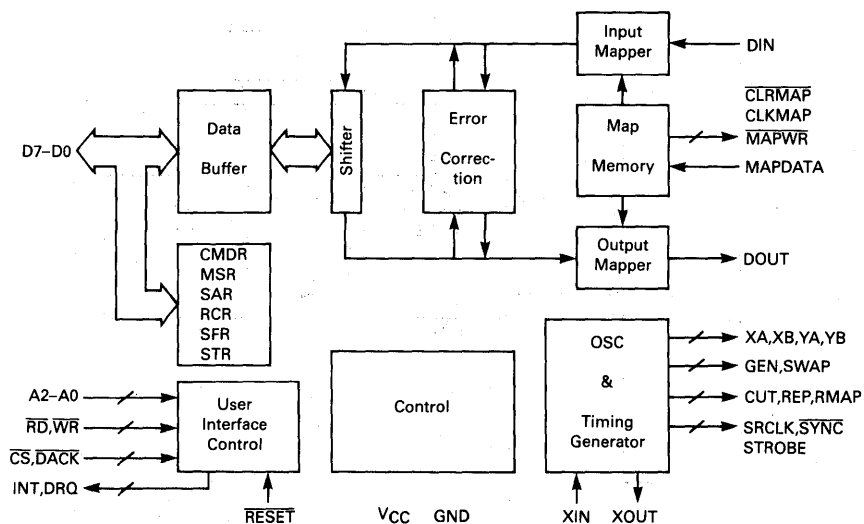 Input
Mapper
DIN
CLRMAP
CLKMAP
MAPWR
MAPDATA
Map
Memory
Error
Correc-
tion
Shifter
Data
Buffer
D7–D0
Output
Mapper
DOUT
CMDR
MSR
SAR
RCR
SFR
STR
A2–A0
RD,WR
CS,DACK
INT,DRQ
User
Interface
Control
RESET
Control
VCC GND
OSC
&
Timing
Generator
XA,XB,YA,YB
GEN,SWAP
CUT,REP,RMAP
SRCLK,SYNC
STROBE
XIN XOUT